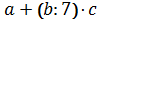 a + (b: 7) · c